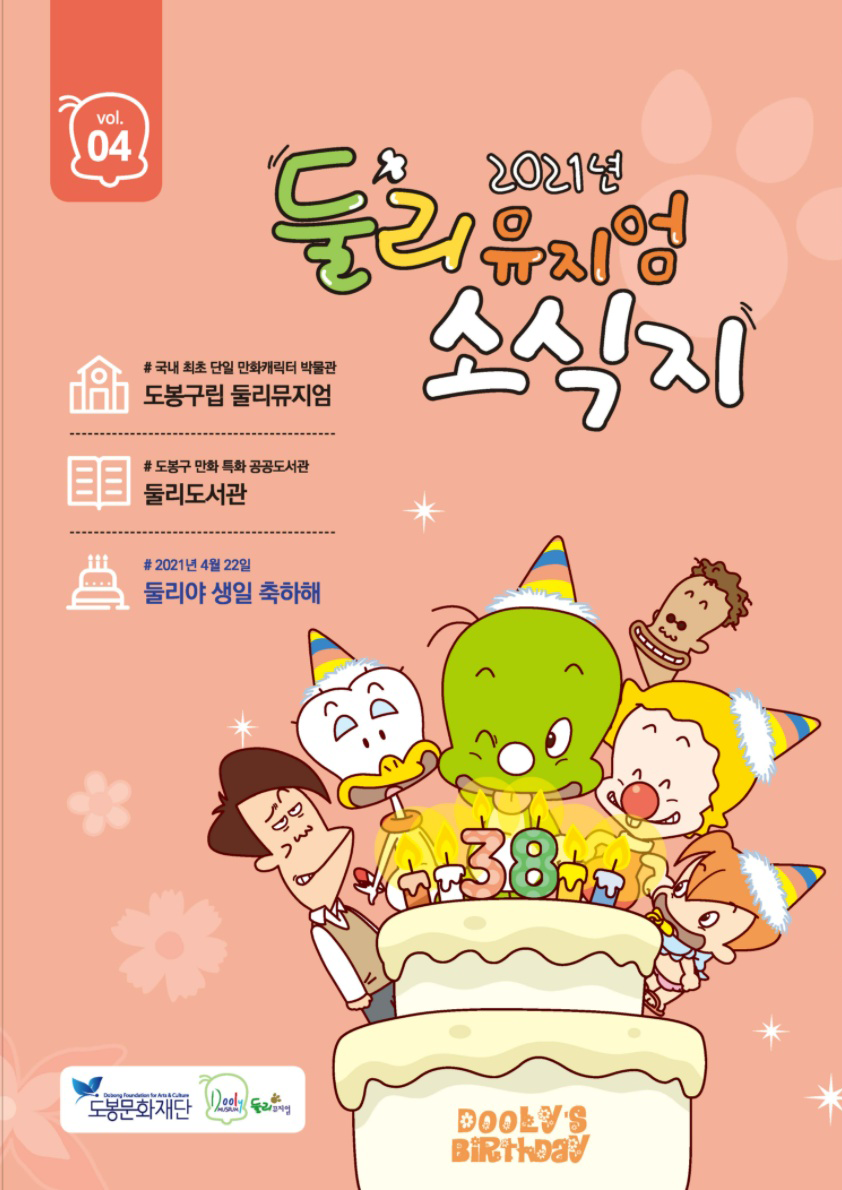 vol.
04
2021년
둘리뮤지엄
소식지
# 국내 최초 단일 만화캐릭터 박물관
도봉구립 둘리뮤지엄
# 도봉구 만화 특화 공공도서관
둘리도서관
# 2021년 4월 22일
둘리야 생일 축하해
38
DOOLY'S
BIRTHDAY
Dobong Foundation for Arts & Culture
도봉문화재단
Dooly
MUSEUM
둘리뮤지엄